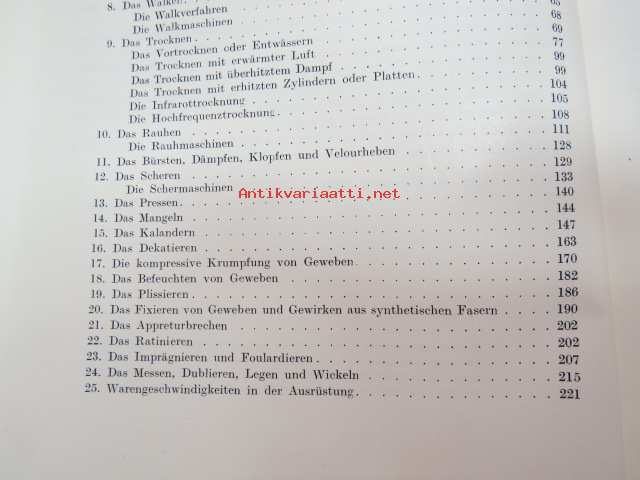 8. Das Walken . . . . . . . . . .
Die Walkverfahren . . . . . . . . . . 65
Die Walkmaschinen . . . . . . . . . . 68
9. Das Trocknen . . . . . . . . . . 69
Das Vortrocknen oder Entwässern . . . . . . . . . . 77
Das Trocknen mit erwärmter Luft . . . . . . . . . . 99
Das Trocknen mit überhitztem Dampf . . . . . . . . . . 99
Das Trocknen mit erhitzten Zylindern oder Platten . . . . . . . . . . 104
Die Infrarottrocknung . . . . . . . . . . 105
Die Hochfrequenztrocknung . . . . . . . . . . 108
10. Das Rauhen . . . . . . . . . . 111
Die Rauhmaschinen . . . . . . . . . . 128
11. Das Bürsten, Dämpfen, Klopfen und Velourheben . . . . . . . . . . 129
12. Das Scheren . . . . . . . . . . 133
Die Schermaschinen . . . . . . . . . . 140
Antikvariaatti.net
13. Das Pressen . . . . . . . . . . 144
14. Das Mangeln . . . . . . . . . . 147
15. Das Kalandern . . . . . . . . . . 163
16. Das Dekatieren . . . . . . . . . . 170
17. Die kompressive Krumpfung von Geweben . . . . . . . . . . 182
18. Das Befeuchten von Geweben . . . . . . . . . . 186
19. Das Plissieren . . . . . . . . . . 190
20. Das Fixieren von Geweben und Gewirken aus synthetischen Fasern . . . . 202
21. Das Appreturbrechen . . . . . . . . . . 202
22. Das Ratinieren . . . . . . . . . . 207
23. Das Imprägnieren und Foulardieren . . . . . . . . . . 215
24. Das Messen, Dublieren, Legen und Wickeln . . . . . . . . . . 221
25. Warengeschwindigkeiten in der Ausrüstung . . . . . . . . . .